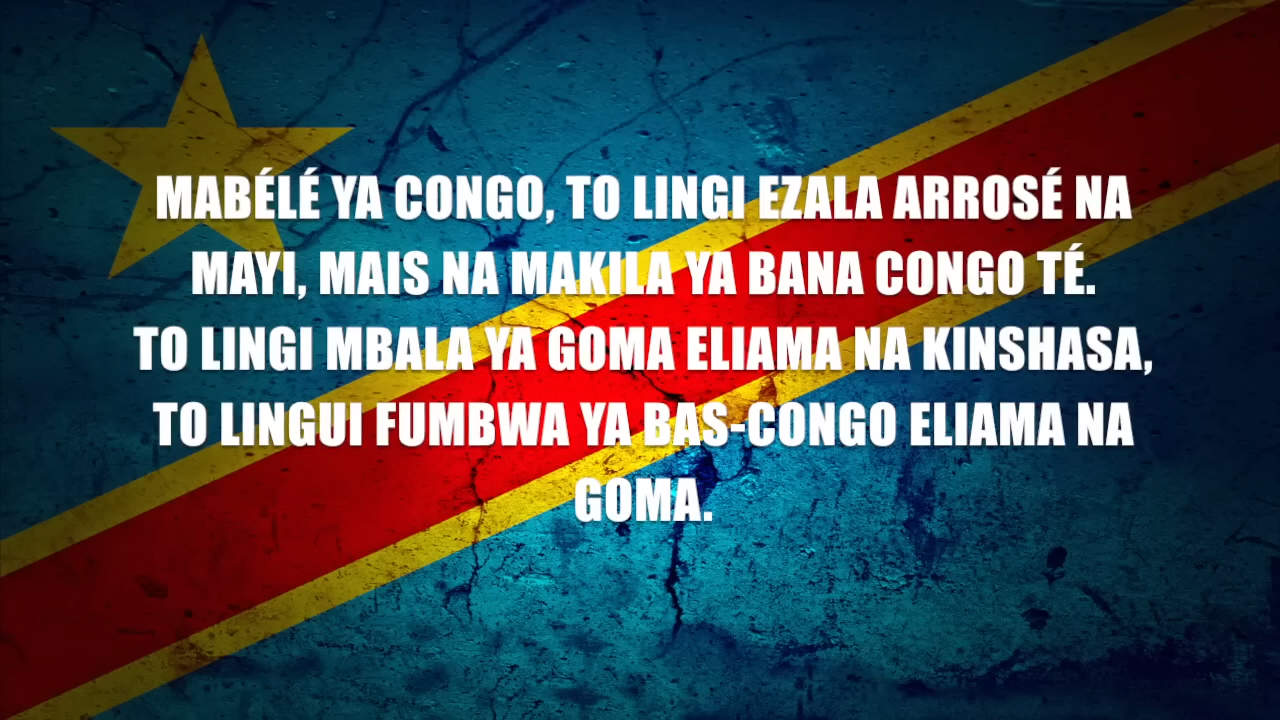 MABÉLÉ YA CONGO, TO LINGI EZALA ARROSÉ NA
MAYI, MAIS NA MAKILA YA BANA CONGO TÉ.
TO LINGI MBALA YA GOMA ELIAMA NA KINSHASA,
TO LINGUI FUMBWA YA BAS-CONGO ELIAMA NA
GOMA.